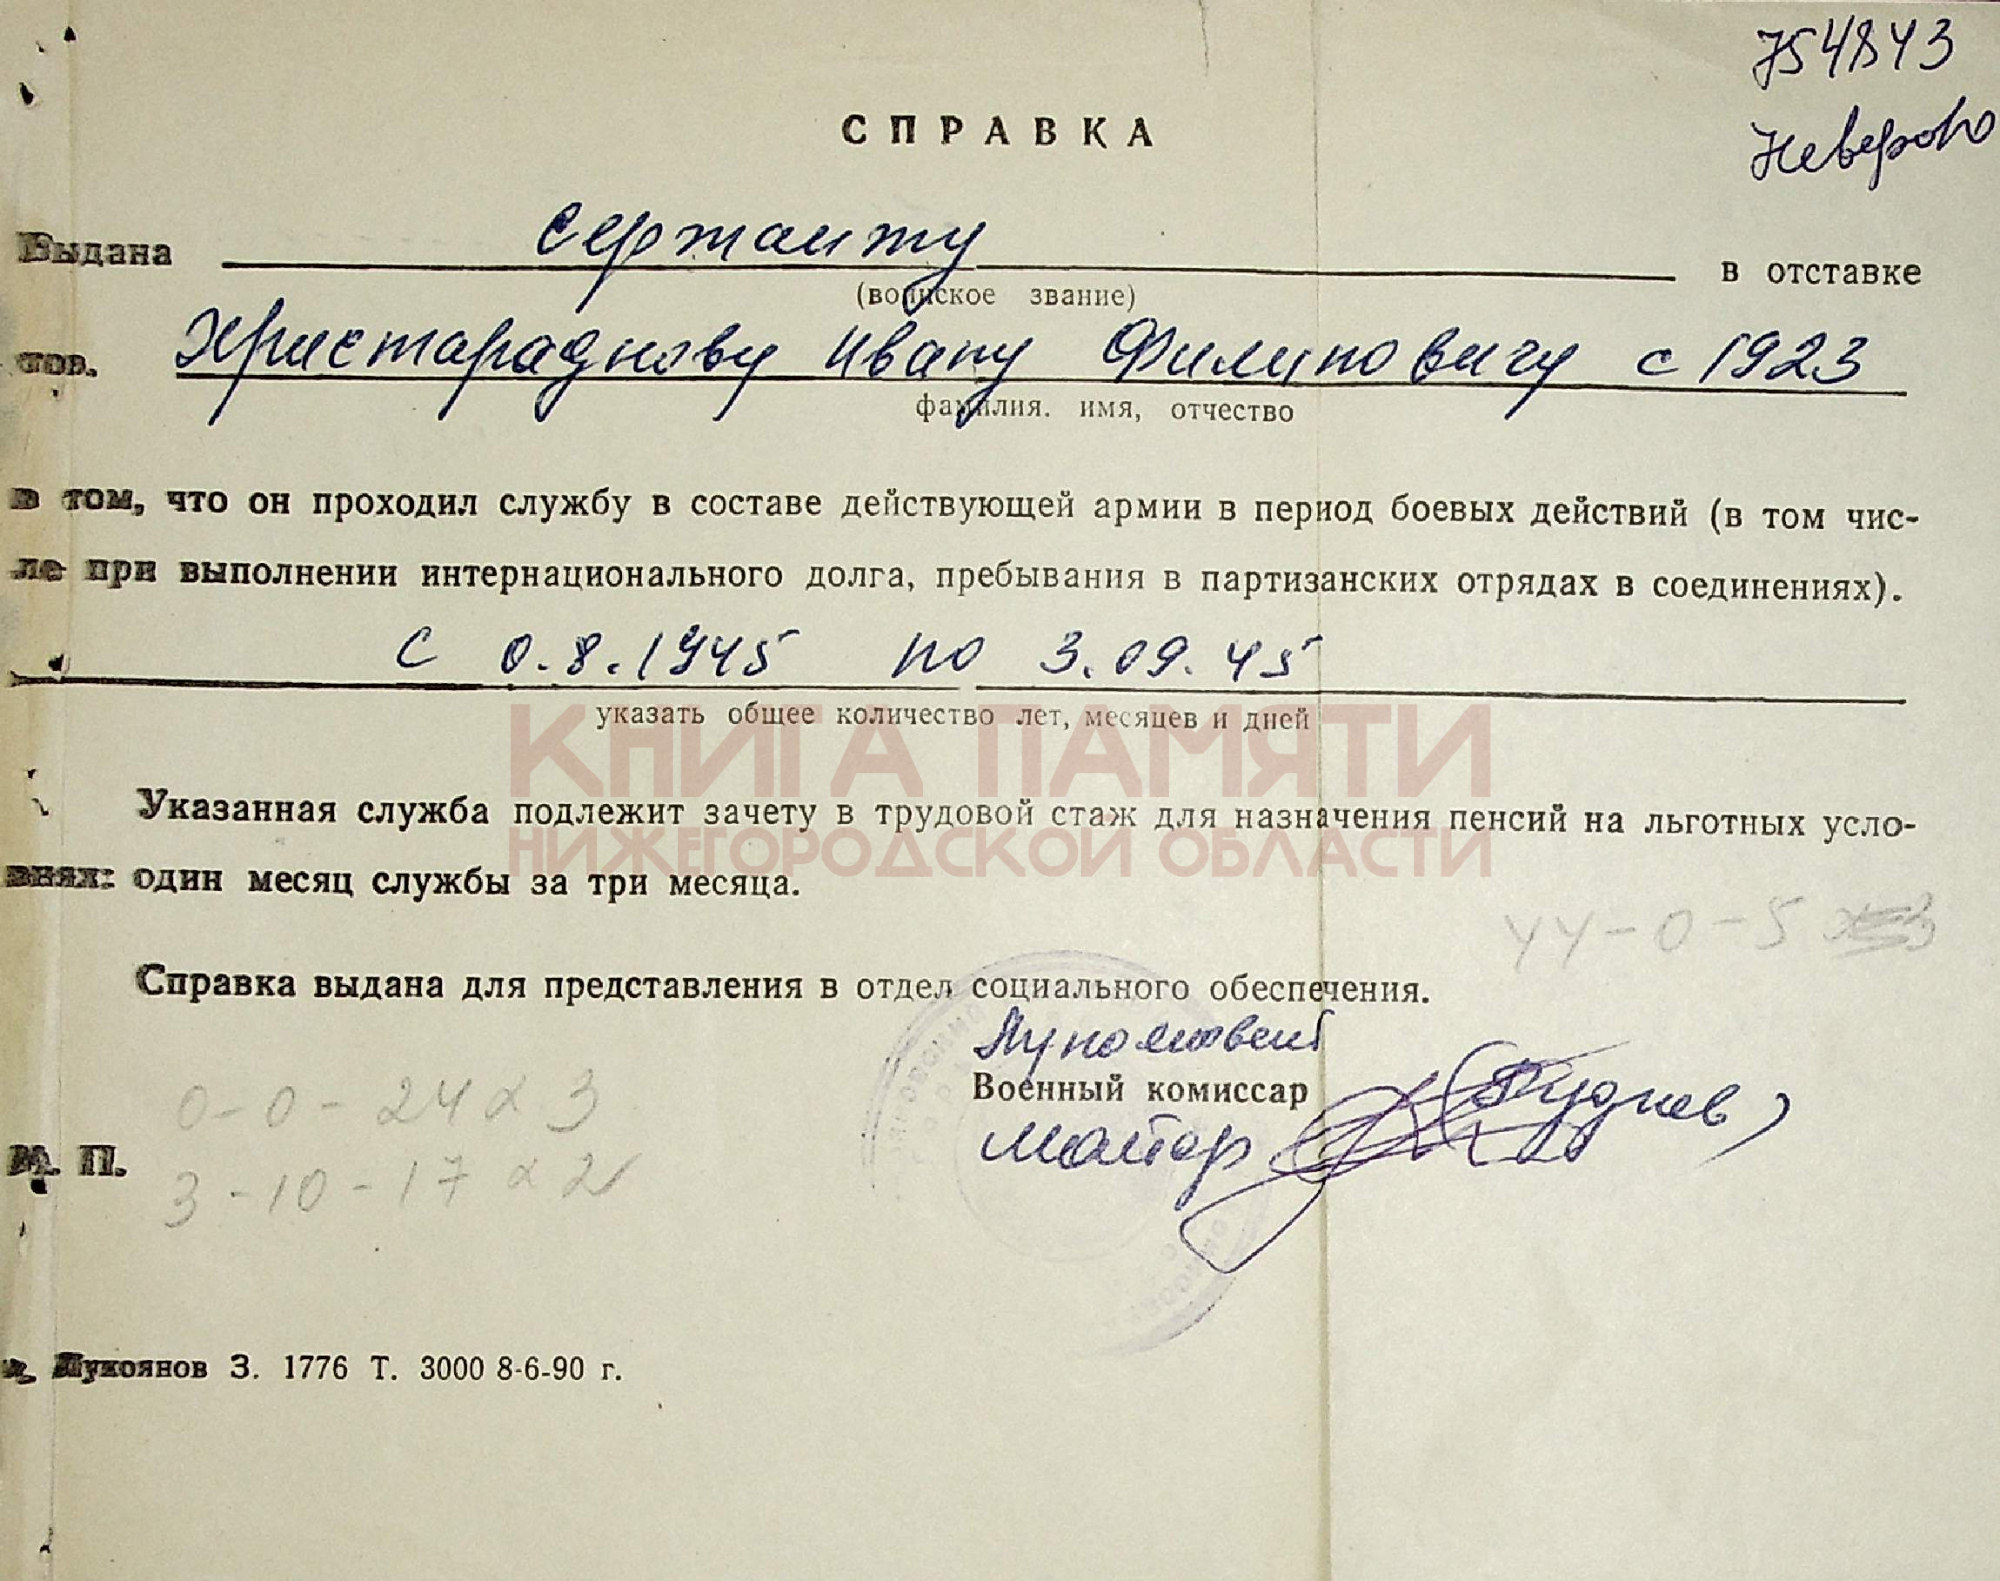 754843
Неверово
СПРАВКА
Выдана сержанту в отставке
(воинское звание)
тов. Христараднову Ивану Филиповичу с 1923
фамилия. имя, отчество
в том, что он проходил службу в составе действующей армии в период боевых действий (в том чис-
ле при выполнении интернационального долга, пребывания в партизанских отрядах в соединениях).
с 0.8.1945 по 3.09.45
указать общее количество лет, месяцев и дней
КНИГА ПАМЯТИ
Указанная служба подлежит зачету в трудовой стаж для назначения пенсий на льготных усло-
НИЖЕГОРОДСКОЙ ОБЛАСТИ
виях: один месяц службы за три месяца.
44-0-5
Справка выдана для представления в отдел социального обеспечения.
Военный комиссар
майор
0-0-24 x 3
М. П.
3-10-17 x 2
г. Лукоянов З. 1776 Т. 3000 8-6-90 г.